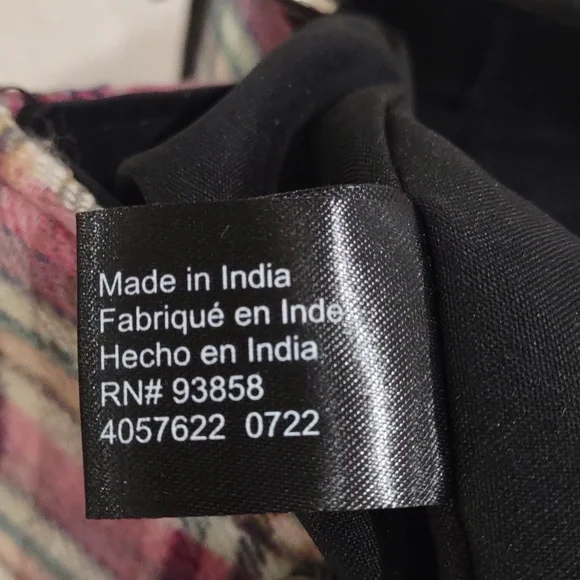 Made in India
Fabriqué en Inde
Hecho en India
RN# 93858
4057622 0722